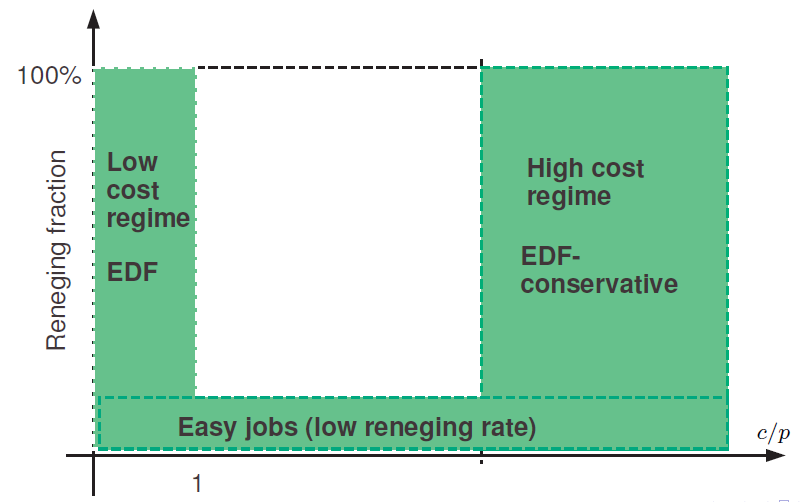 100%
Reneging fraction
Low
cost
regime
EDF
High cost
regime
EDF-
conservative
Easy jobs (low reneging rate)
c/p
1